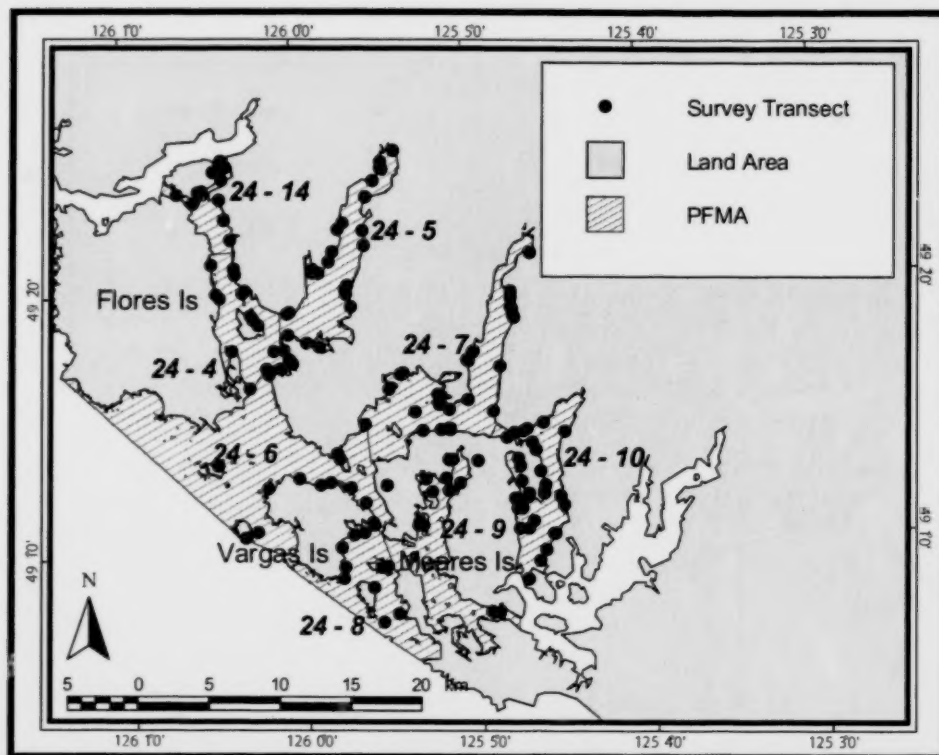 126 10' 126 00' 125 50' 125 40' 125 30'
Survey Transect
Land Area
PFMA
24 - 14
24 - 5
49 20'
49 20'
Flores Is
24 - 7
24 - 4
24 - 6
24 - 10
24 - 9
49 10'
49 10'
Vargas Is
Meares Is
24 - 8
N
5 0 5 10 15 20 km
126 10' 126 00' 125 50' 125 40' 125 30'